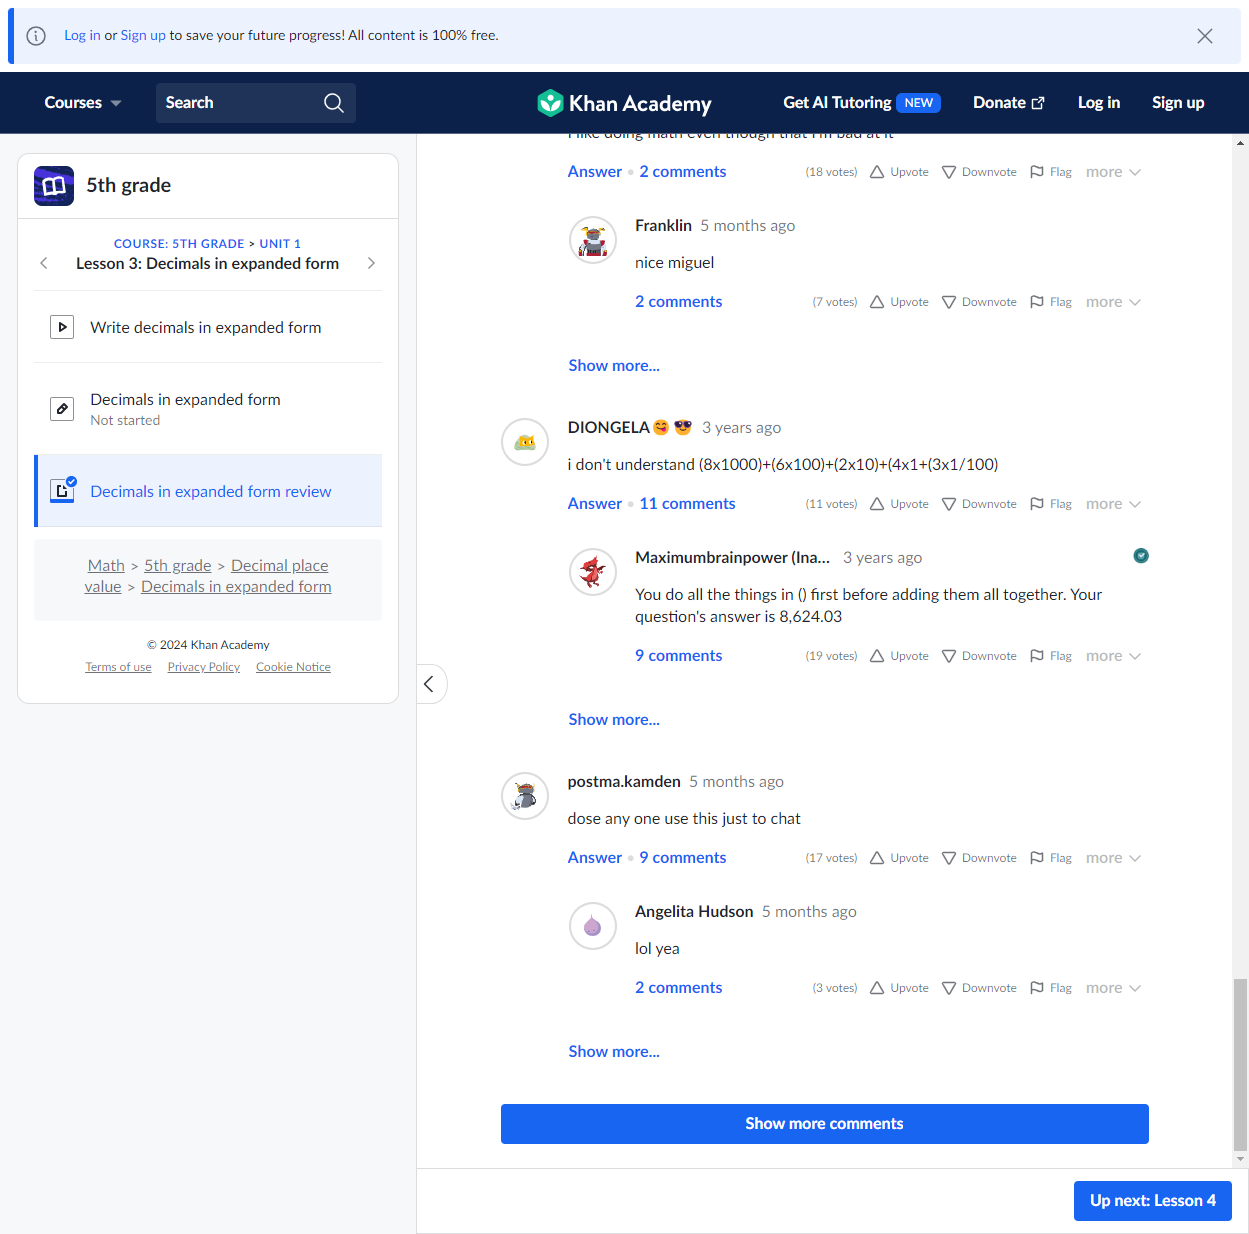 Log in or Sign up to save your future progress! All content is 100% free.
Courses
Search
Khan Academy
Get AI Tutoring NEW
Donate
Log in
Sign up
5th grade
COURSE: 5TH GRADE > UNIT 1
Lesson 3: Decimals in expanded form
Write decimals in expanded form
Decimals in expanded form
Not started
Decimals in expanded form review
Math > 5th grade > Decimal place
value > Decimals in expanded form
© 2024 Khan Academy
Terms of use Privacy Policy Cookie Notice
I like doing math even though that I'm bad at it
Answer • 2 comments (18 votes) Upvote Downvote Flag more
Franklin 5 months ago
nice miguel
2 comments (7 votes) Upvote Downvote Flag more
Show more...
DIONGELA😋 😎 3 years ago
i don't understand (8x1000)+(6x100)+(2x10)+(4x1+(3x1/100)
Answer • 11 comments (11 votes) Upvote Downvote Flag more
Maximumbrainpower (Ina... 3 years ago
You do all the things in () first before adding them all together. Your
question's answer is 8,624.03
9 comments (19 votes) Upvote Downvote Flag more
Show more...
postma.kamden 5 months ago
dose any one use this just to chat
Answer • 9 comments (17 votes) Upvote Downvote Flag more
Angelita Hudson 5 months ago
lol yea
2 comments (3 votes) Upvote Downvote Flag more
Show more...
Show more comments
Up next: Lesson 4